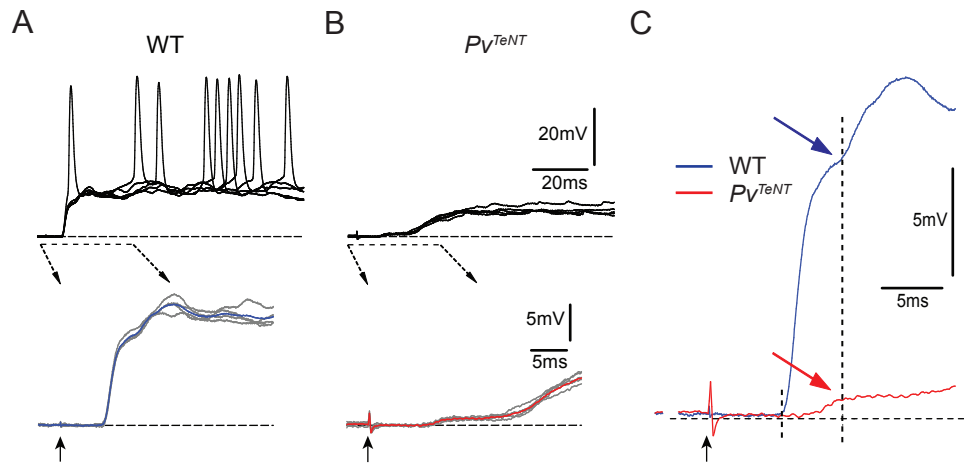 A
B
C
WT
Pv^TeNT
20mV
20ms
WT
Pv^TeNT
5mV
5ms
5mV
5ms